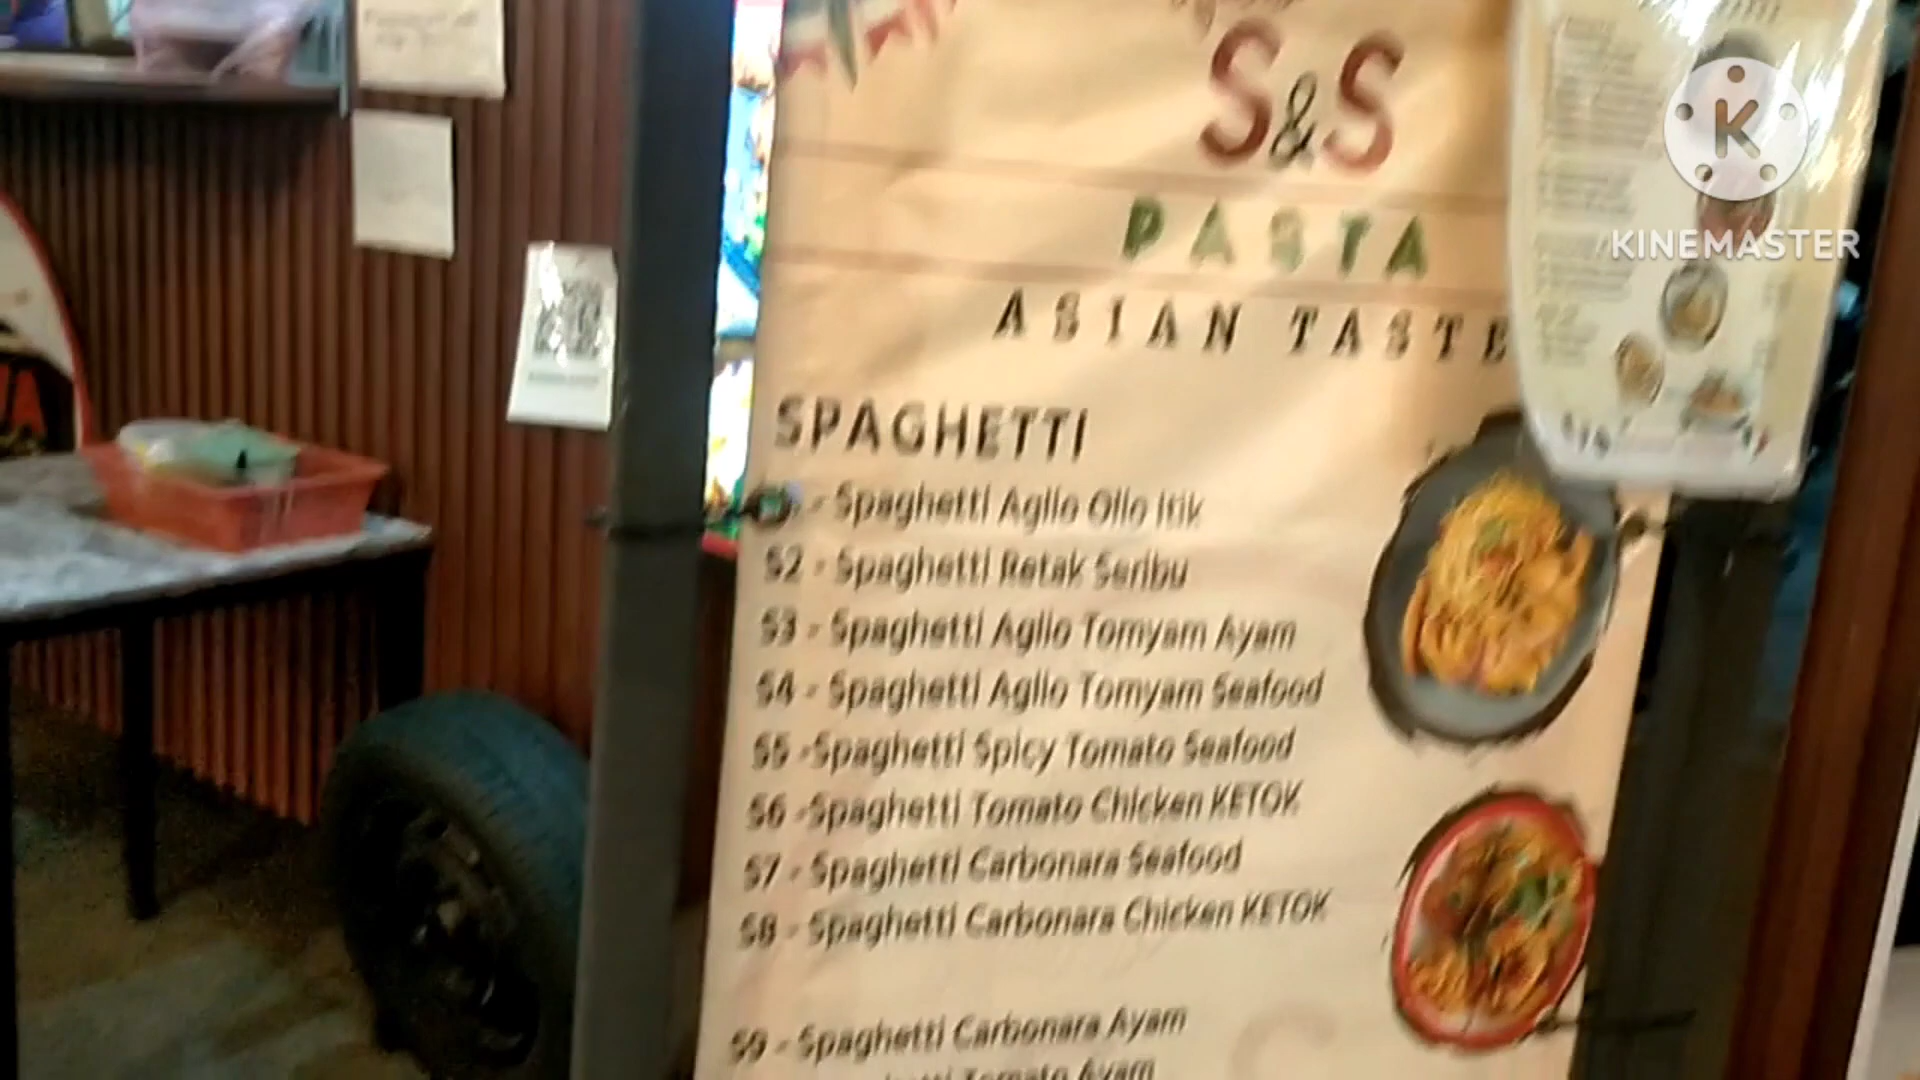 S&S
PASTA
ASIAN TASTE
SPAGHETTI
- Spaghetti Aglio Olio Itik
S2 - Spaghetti Retak Seribu
S3 - Spaghetti Aglio Tomyam Ayam
S4 - Spaghetti Aglio Tomyam Seafood
S5 -Spaghetti Spicy Tomato Seafood
S6 -Spaghetti Tomato Chicken KETOK
S7 - Spaghetti Carbonara Seafood
S8 - Spaghetti Carbonara Chicken KETOK
S9 - Spaghetti Carbonara Ayam
Tomato Ayam
K
KINEMASTER